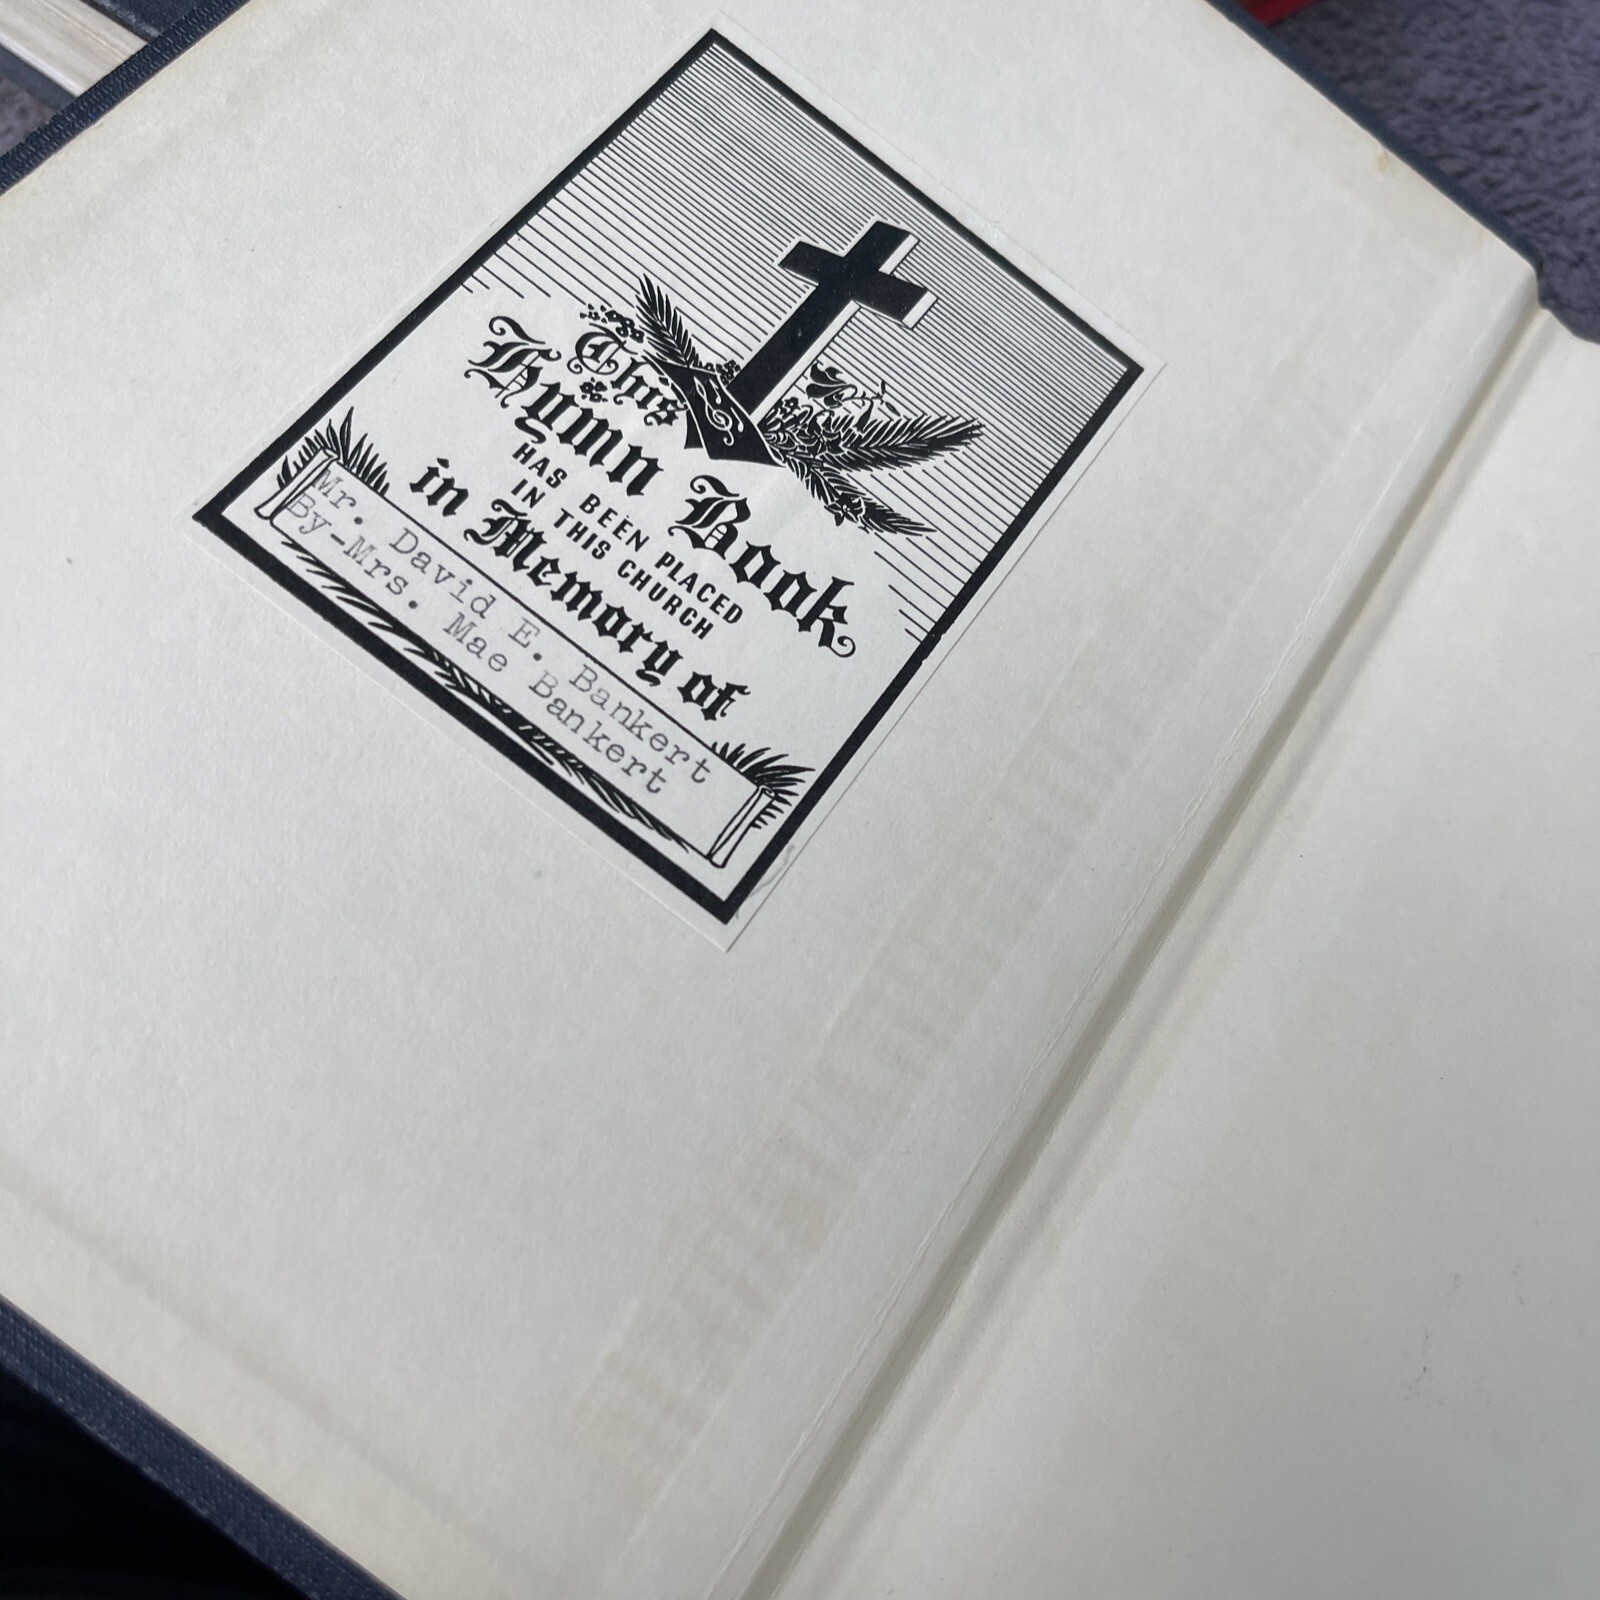 This
Hymn Book
HAS BEEN PLACED
IN THIS CHURCH
in Memory of
Mr. David E. Bankert
By-Mrs. Mae Bankert